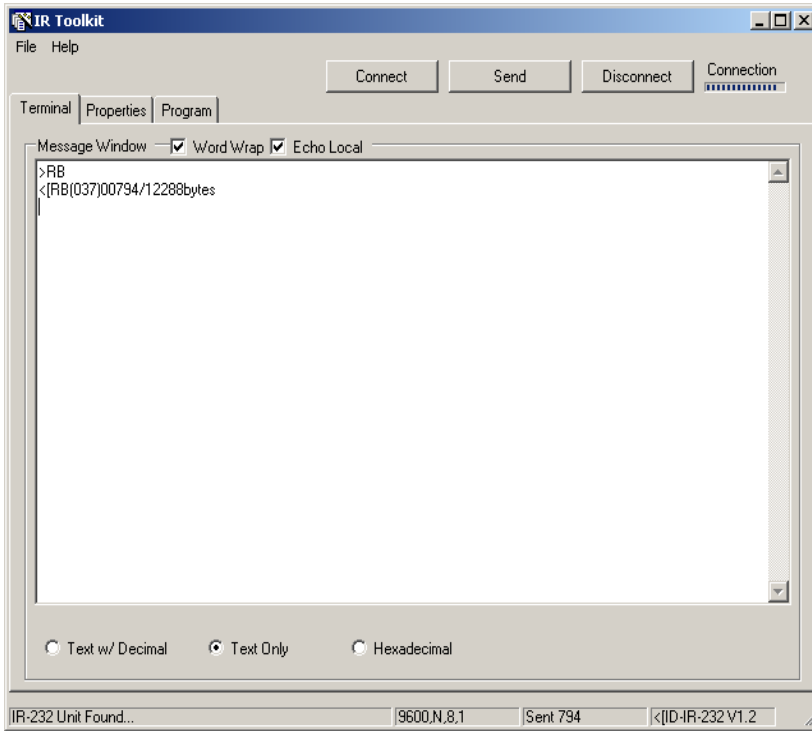 IR Toolkit
File Help
Connect Send Disconnect Connection
Terminal Properties Program
Message Window Word Wrap Echo Local
>RB
<[RB(037)00794/12288bytes
Text w/ Decimal Text Only Hexadecimal
IR-232 Unit Found... 9600,N,8,1 Sent 794 <[ID-IR-232 V1.2